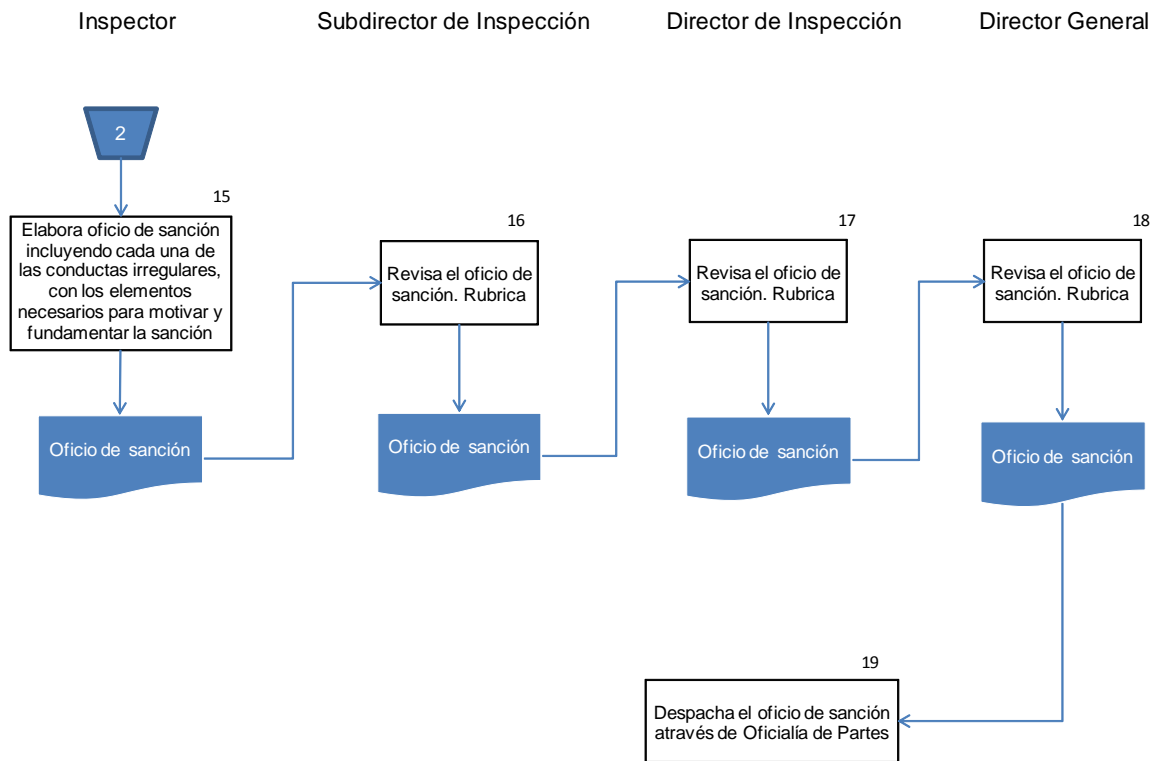 Inspector
Subdirector de Inspección
Director de Inspección
Director General
2
15
Elabora oficio de sanción
incluyendo cada una de
las conductas irregulares,
con los elementos
necesarios para motivar y
fundamentar la sanción
Oficio de sanción
16
Revisa el oficio de
sanción. Rubrica
Oficio de sanción
17
Revisa el oficio de
sanción. Rubrica
Oficio de sanción
18
Revisa el oficio de
sanción. Rubrica
Oficio de sanción
19
Despacha el oficio de sanción
através de Oficialía de Partes